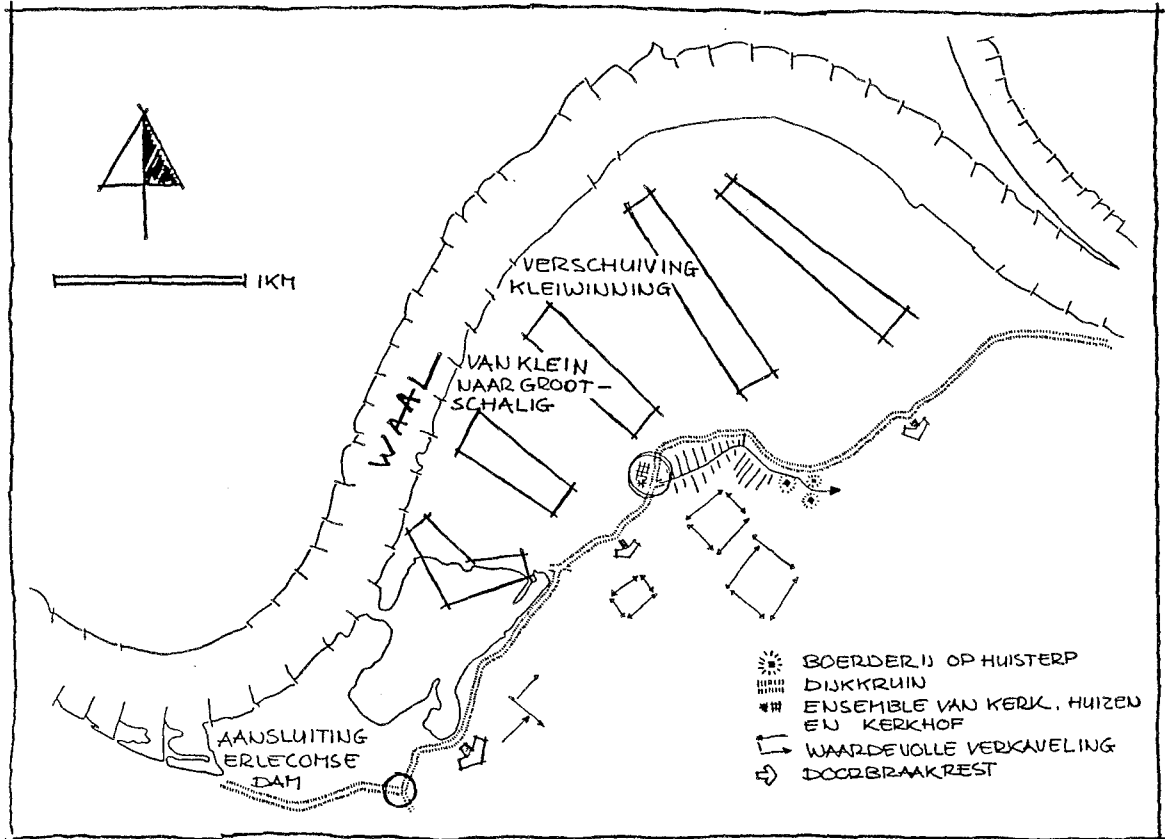 1KM
VERSCHUIVING
KLEIWINNING
VAN KLEIN
NAAR GROOT-
SCHALIG
WAAL
AANSLUITING
ERLECOMSE
DAM
BOERDERIJ OP HUISTERP
DIJKKRUIN
ENSEMBLE VAN KERK, HUIZEN
EN KERKHOF
WAARDEVOLLE VERKAVELING
DOORBRAAKREST